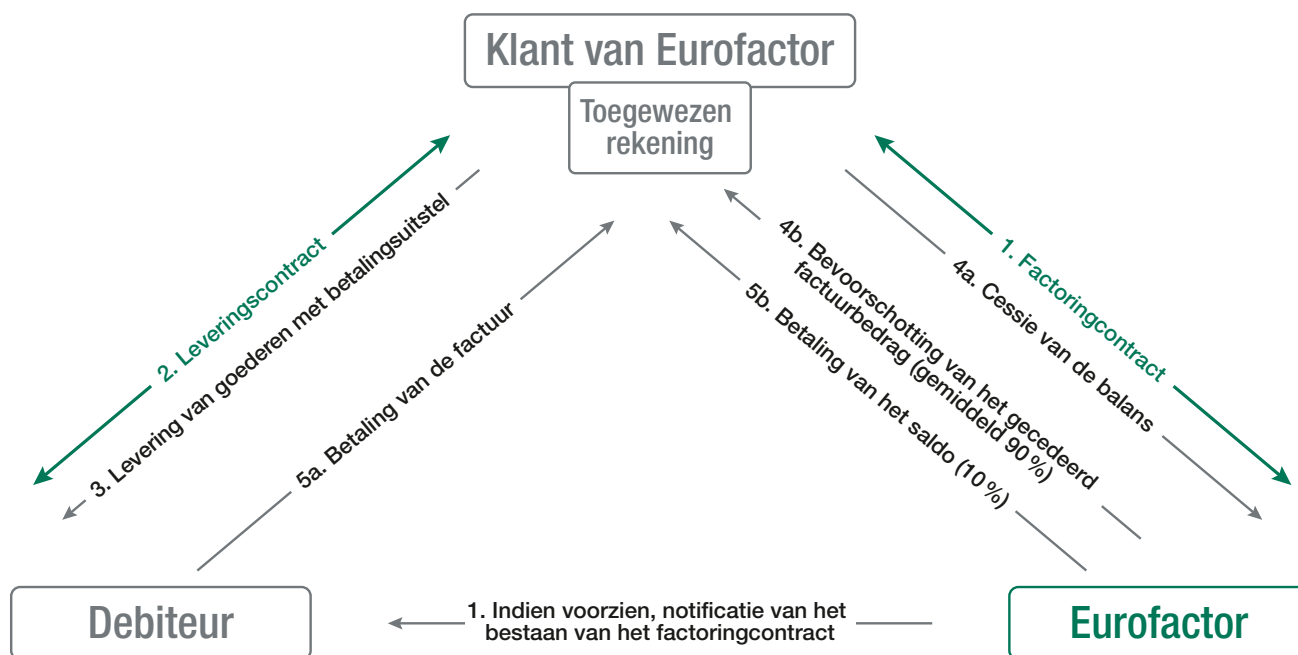 Klant van Eurofactor
Toegewezen
rekening
2. Leveringscontract
3. Levering van goederen met betalingsuitstel
5a. Betaling van de factuur
1. Factoringcontract
4a. Cessie van de balans
4b. Bevoorschotting van het gecedeerd
factuurbedrag (gemiddeld 90 %)
5b. Betaling van het saldo (10 %)
Debiteur
1. Indien voorzien, notificatie van het
bestaan van het factoringcontract
Eurofactor